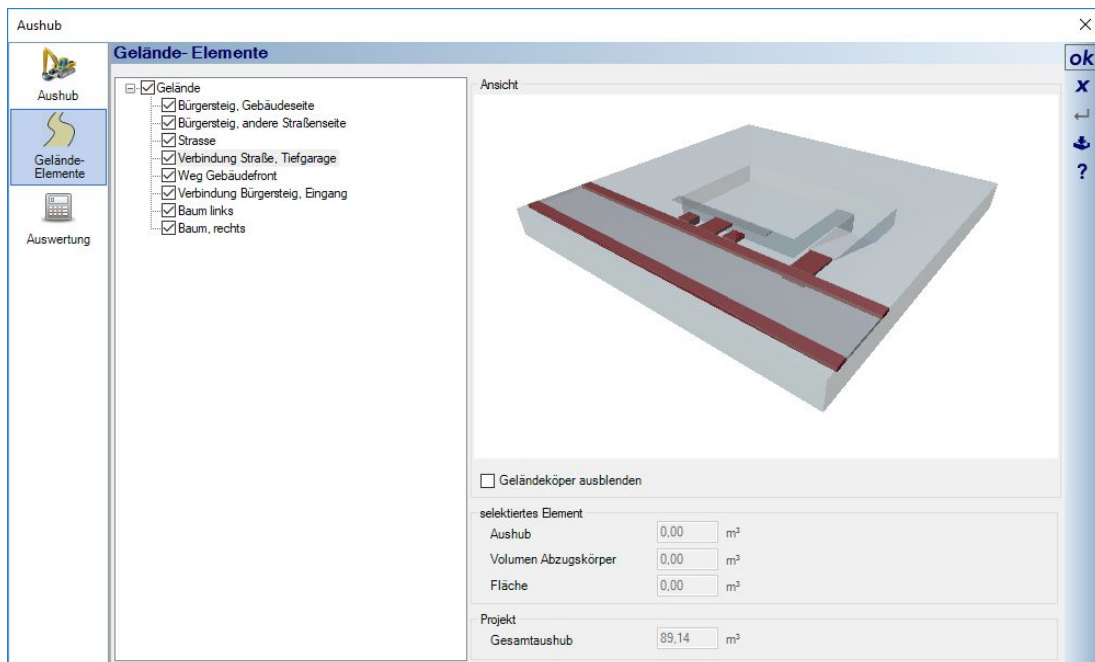 Aushub
Aushub
Gelände-
Elemente
Auswertung
Gelände- Elemente
Gelände
Bürgersteig, Gebäudeseite
Bürgersteig, andere Straßenseite
Strasse
Verbindung Straße, Tiefgarage
Weg Gebäudefront
Verbindung Bürgersteig, Eingang
Baum links
Baum, rechts
Ansicht
Geländeköper ausblenden
selektiertes Element
Aushub 0,00 m³
Volumen Abzugskörper 0,00 m³
Fläche 0,00 m³
Projekt
Gesamtaushub 89,14 m³
ok
x
?